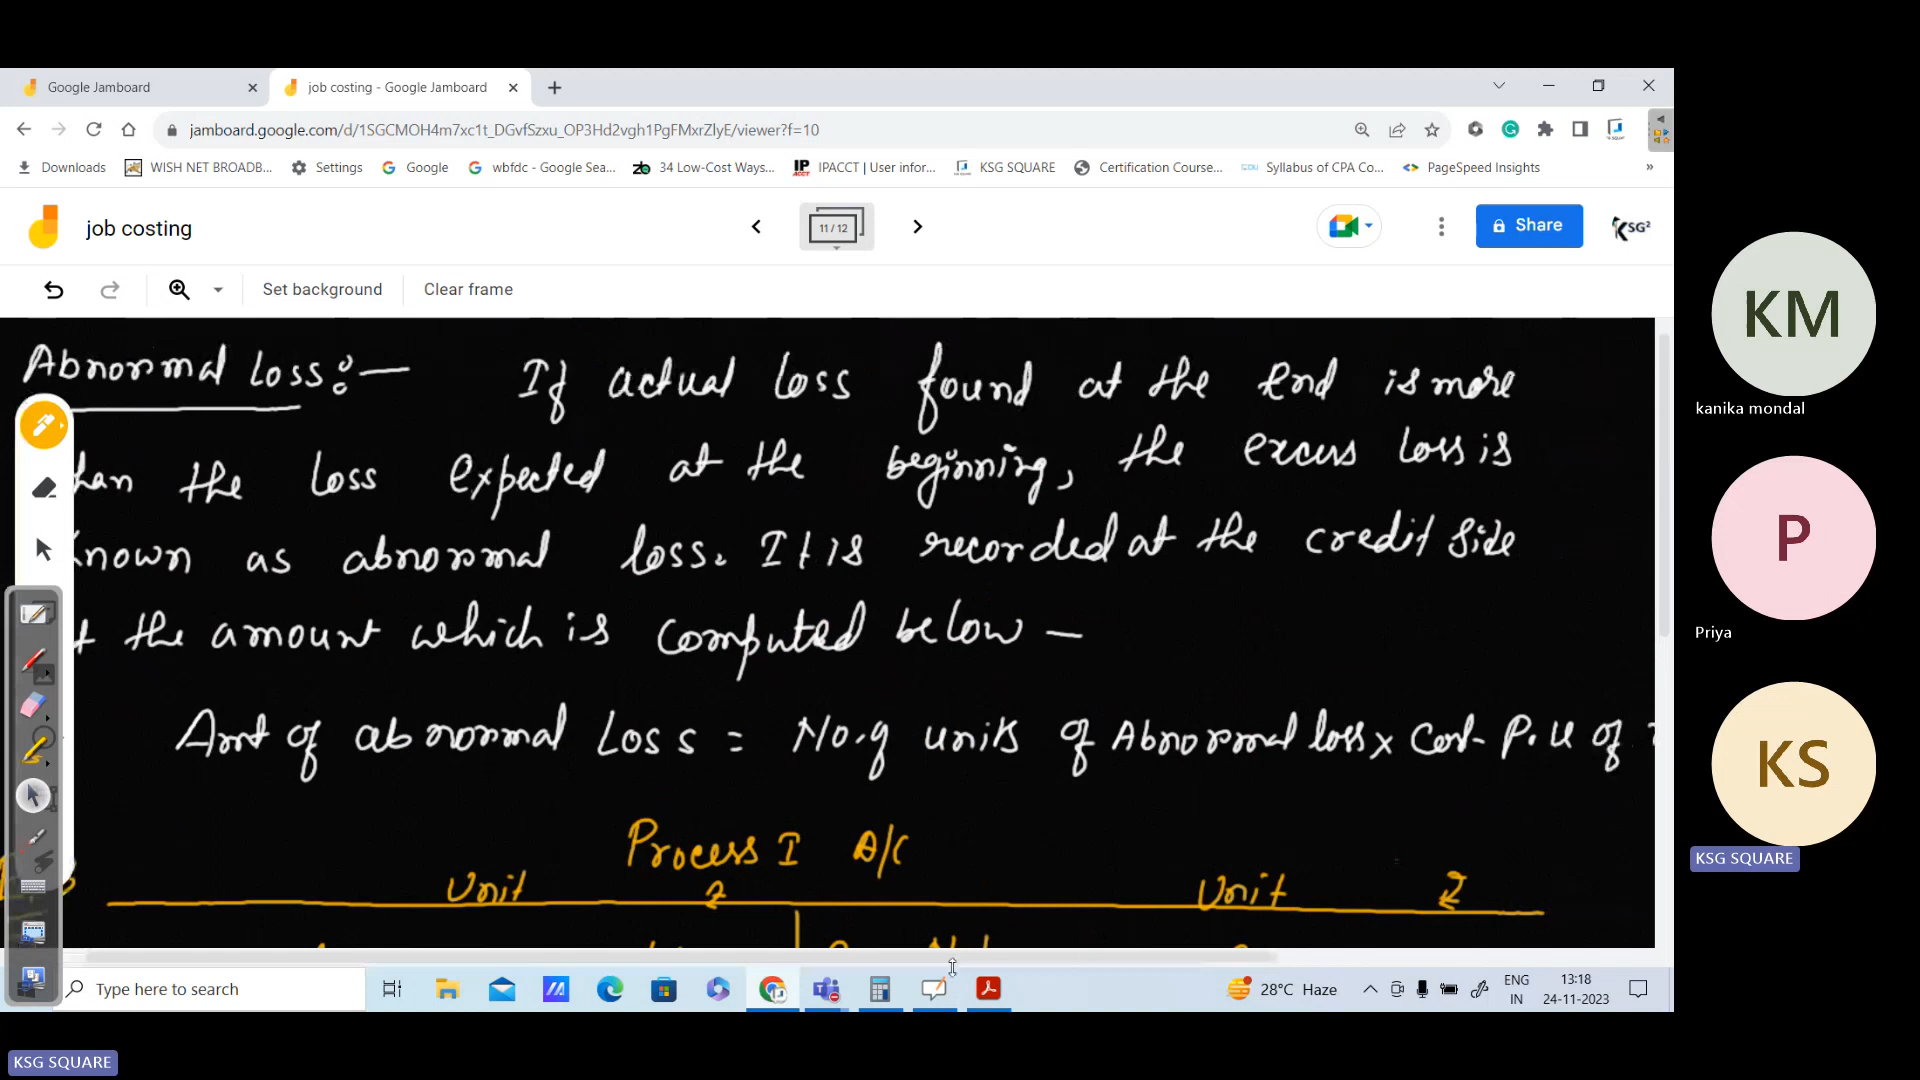 Google Jamboard
job costing - Google Jamboard
jamboard.google.com/d/1SGCMOH4m7xc1t_DGvfSzxu_OP3Hd2vgh1PgFMxrZlyE/viewer?f=10
Downloads WISH NET BROADB... Settings Google wbfdc - Google Sea... 34 Low-Cost Ways... IPACCT | User infor... KSG SQUARE Certification Course... Syllabus of CPA Co... PageSpeed Insights »
job costing 11 / 12 Share KSG²
Set background Clear frame
Abnormal Loss:— If actual loss found at the End is more
han the loss expected at the beginning, the excess loss is
known as abnormal loss. It is recorded at the credit side
t the amount which is computed below —
Amt of abnormal Loss = No. of units of Abnormal loss x Cost P.U of
Process I A/C
Unit ₹ Unit ₹
Type here to search
28°C Haze
ENG
IN
13:18
24-11-2023
KM
kanika mondal
P
Priya
KS
KSG SQUARE
KSG SQUARE